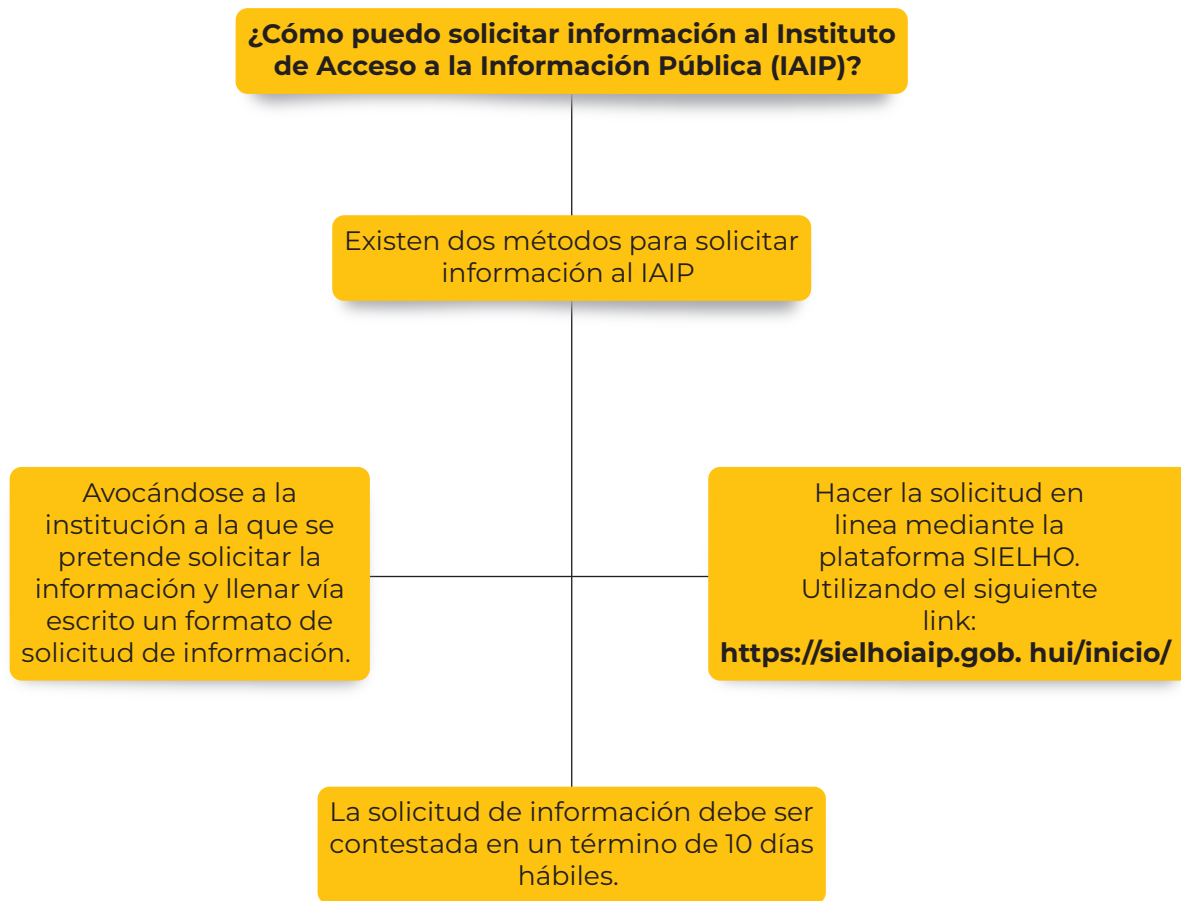 ¿Cómo puedo solicitar información al Instituto
de Acceso a la Información Pública (IAIP)?
Existen dos métodos para solicitar
información al IAIP
Avocándose a la
institución a la que se
pretende solicitar la
información y llenar vía
escrito un formato de
solicitud de información.
Hacer la solicitud en
linea mediante la
plataforma SIELHO.
Utilizando el siguiente
link:
https://sielhoiaip.gob. hui/inicio/
La solicitud de información debe ser
contestada en un término de 10 días
hábiles.